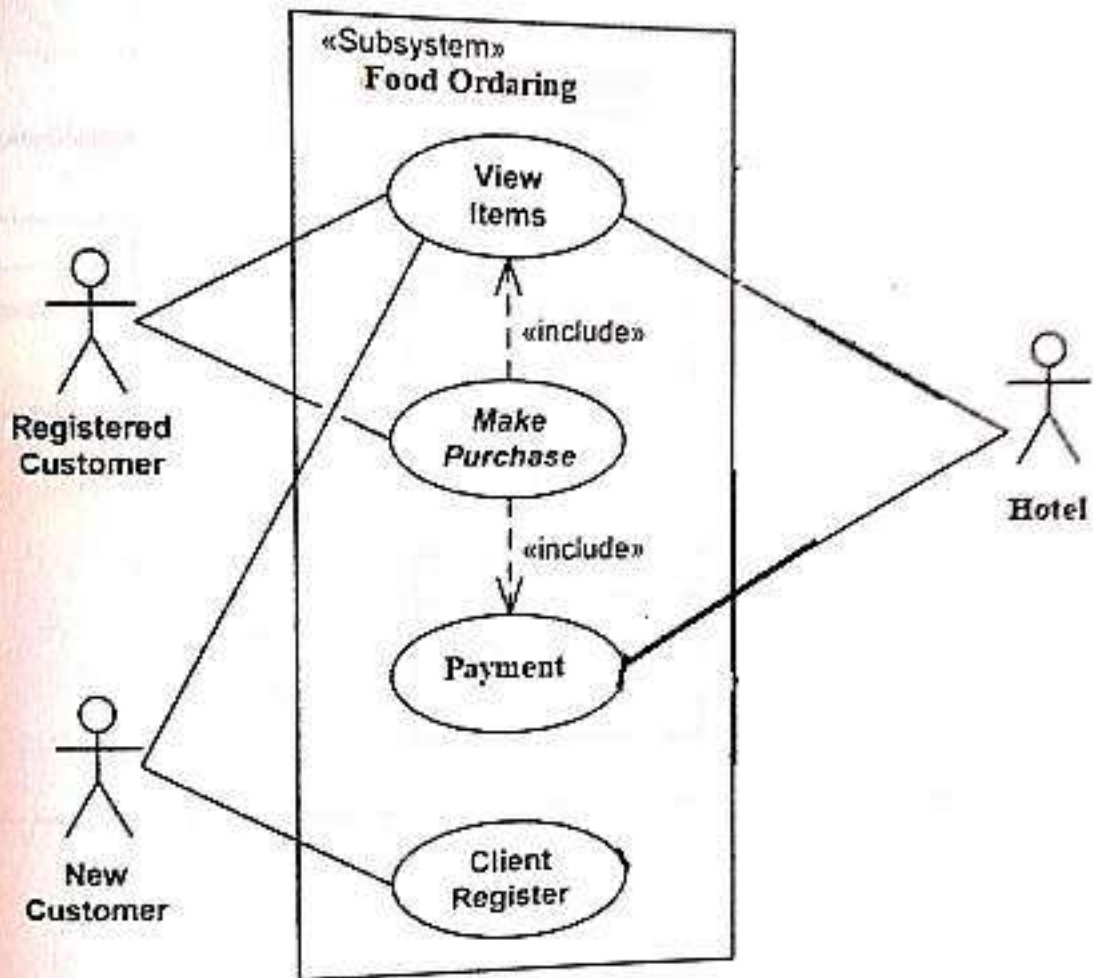 «Subsystem»
Food Ordaring
View
Items
«include»
Registered
Customer
Make
Purchase
Hotel
«include»
Payment
New
Customer
Client
Register